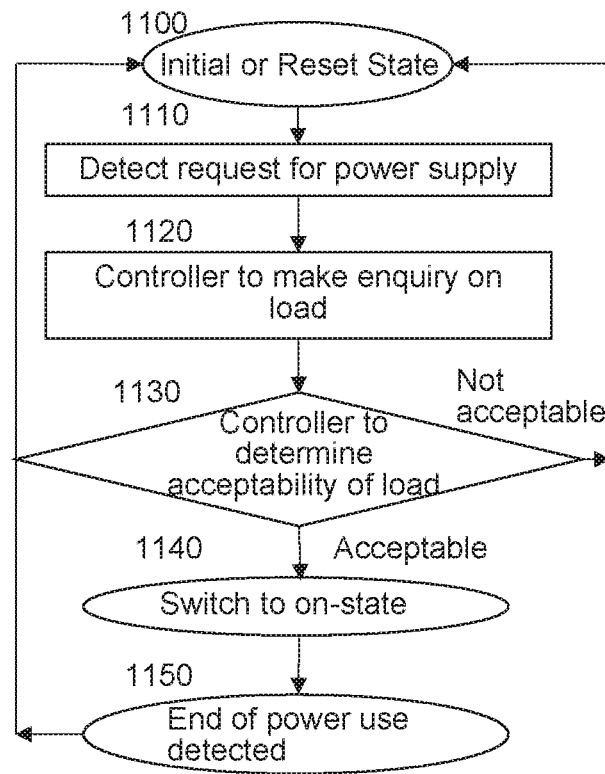 1100
Initial or Reset State
1110
Detect request for power supply
1120
Controller to make enquiry on
load
1130
Not
acceptable
Controller to
determine
acceptability of load
1140
Acceptable
Switch to on-state
1150
End of power use
detected